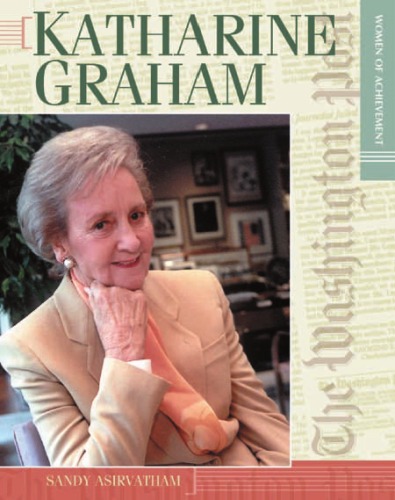 KATHARINE
GRAHAM
WOMEN OF ACHIEVEMENT
The Washington Post
SANDY ASIRVATHAM